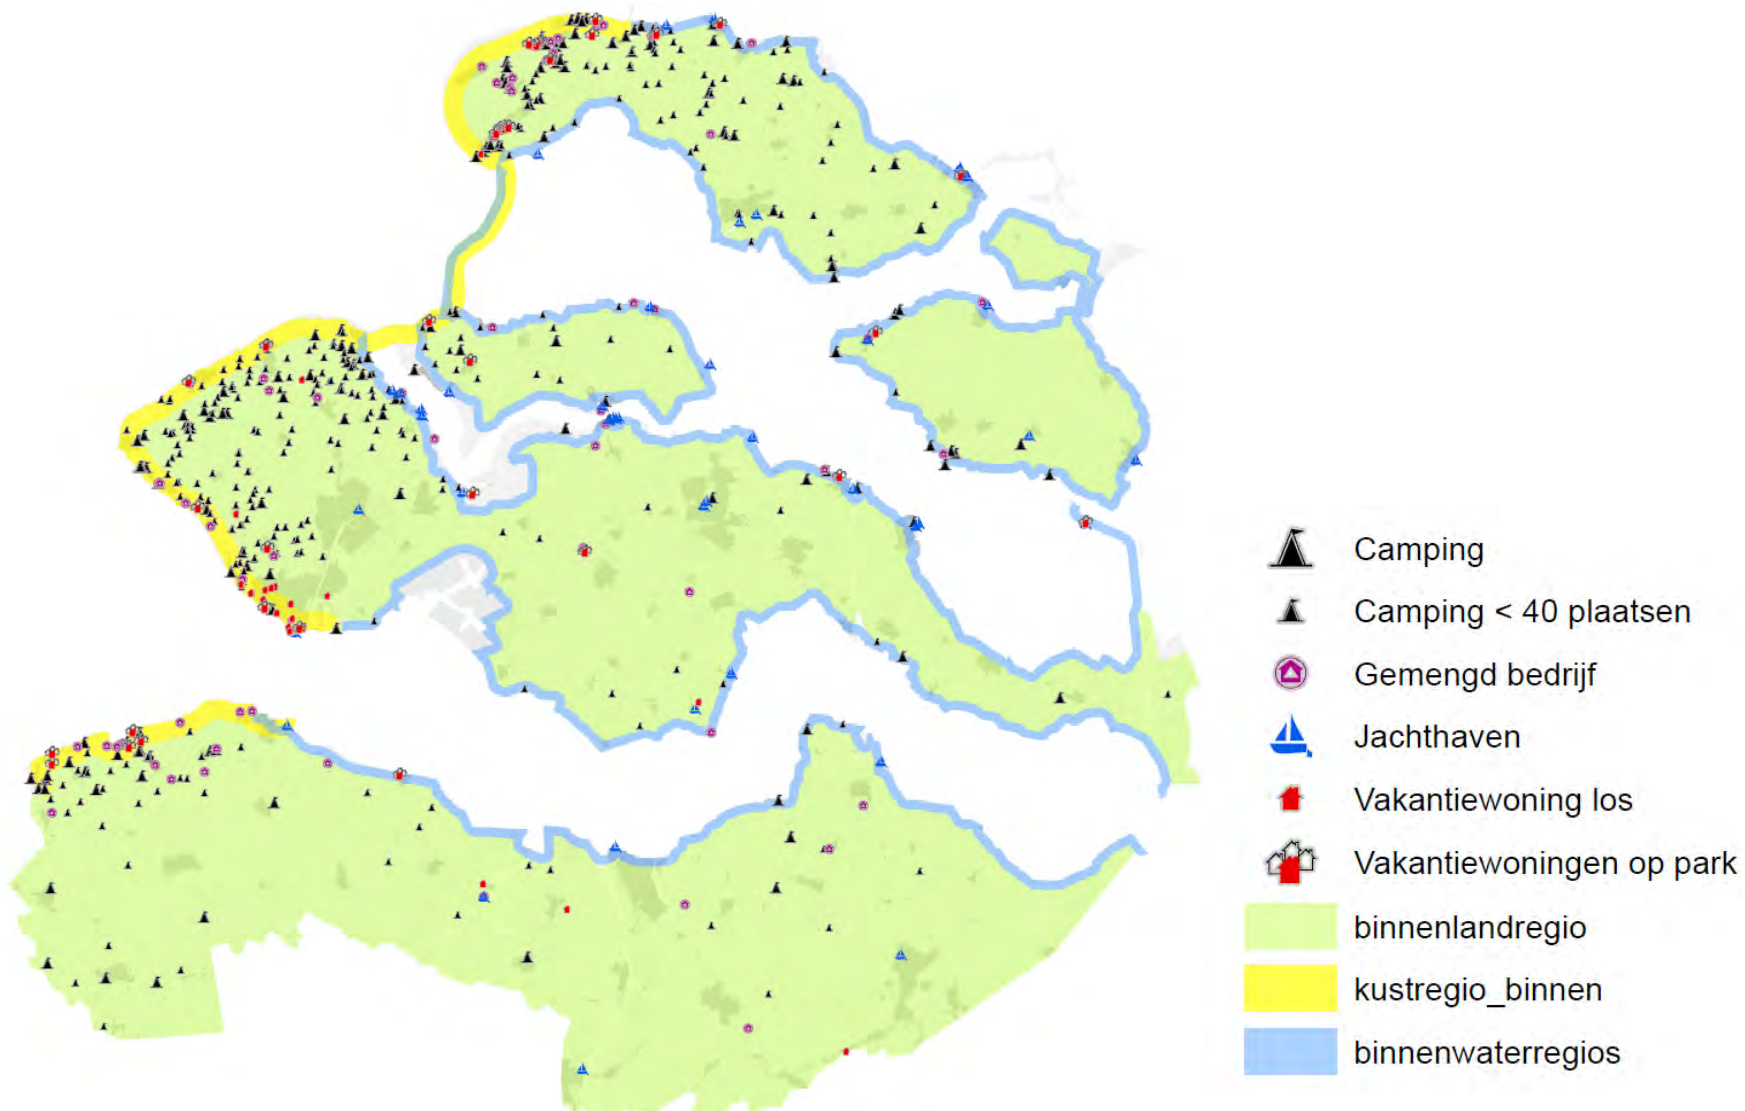 Camping
Camping < 40 plaatsen
Gemengd bedrijf
Jachthaven
Vakantiewoning los
Vakantiewoningen op park
binnenlandregio
kustregio_binnen
binnenwaterregios